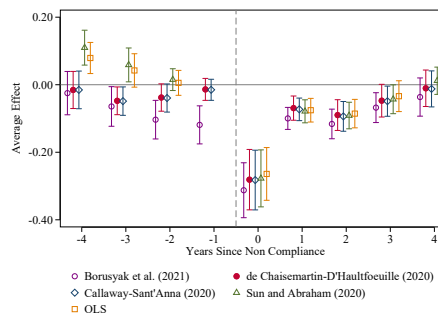 0.20
0.00
-0.20
-0.40
Average Effect
-4 -3 -2 -1 0 1 2 3 4
Years Since Non Compliance
Borusyak et al. (2021) de Chaisemartin-D'Haultfoeuille (2020)
Callaway-Sant'Anna (2020) Sun and Abraham (2020)
OLS